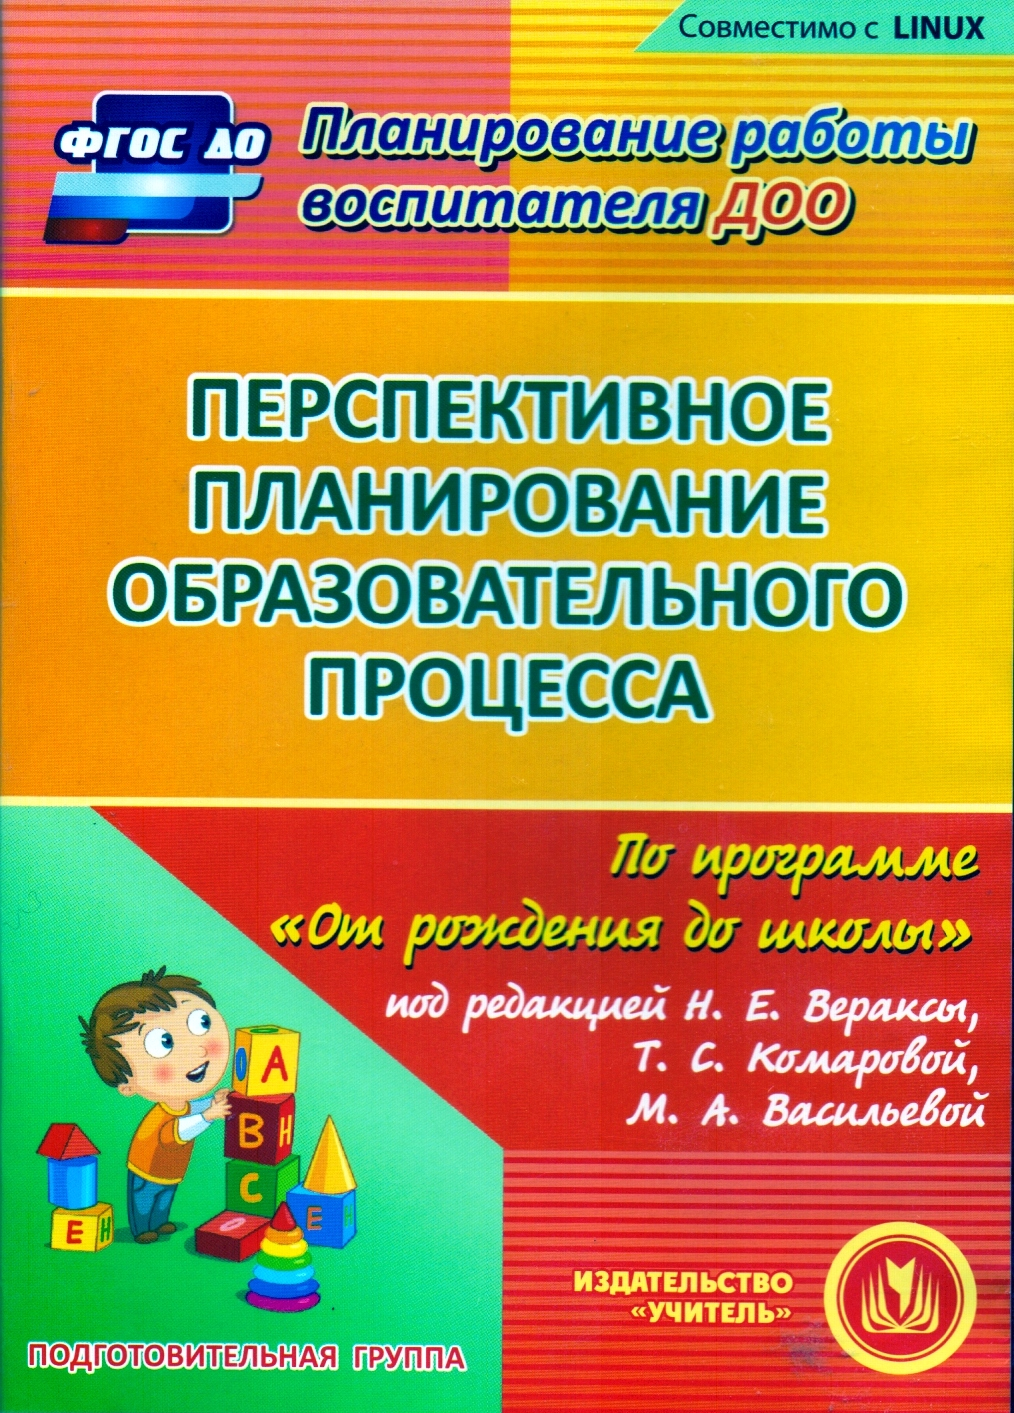 Совместимо с LINUX
ФГОС ДО
Планирование работы
воспитателя ДОО
ПЕРСПЕКТИВНОЕ
ПЛАНИРОВАНИЕ
ОБРАЗОВАТЕЛЬНОГО
ПРОЦЕССА
По программе
«От рождения до школы»
под редакцией Н. Е. Вераксы,
Т. С. Комаровой,
М. А. Васильевой
О А
В Н
С
Е Н
О
Е Н
ИЗДАТЕЛЬСТВО
«УЧИТЕЛЬ»
ПОДГОТОВИТЕЛЬНАЯ ГРУППА